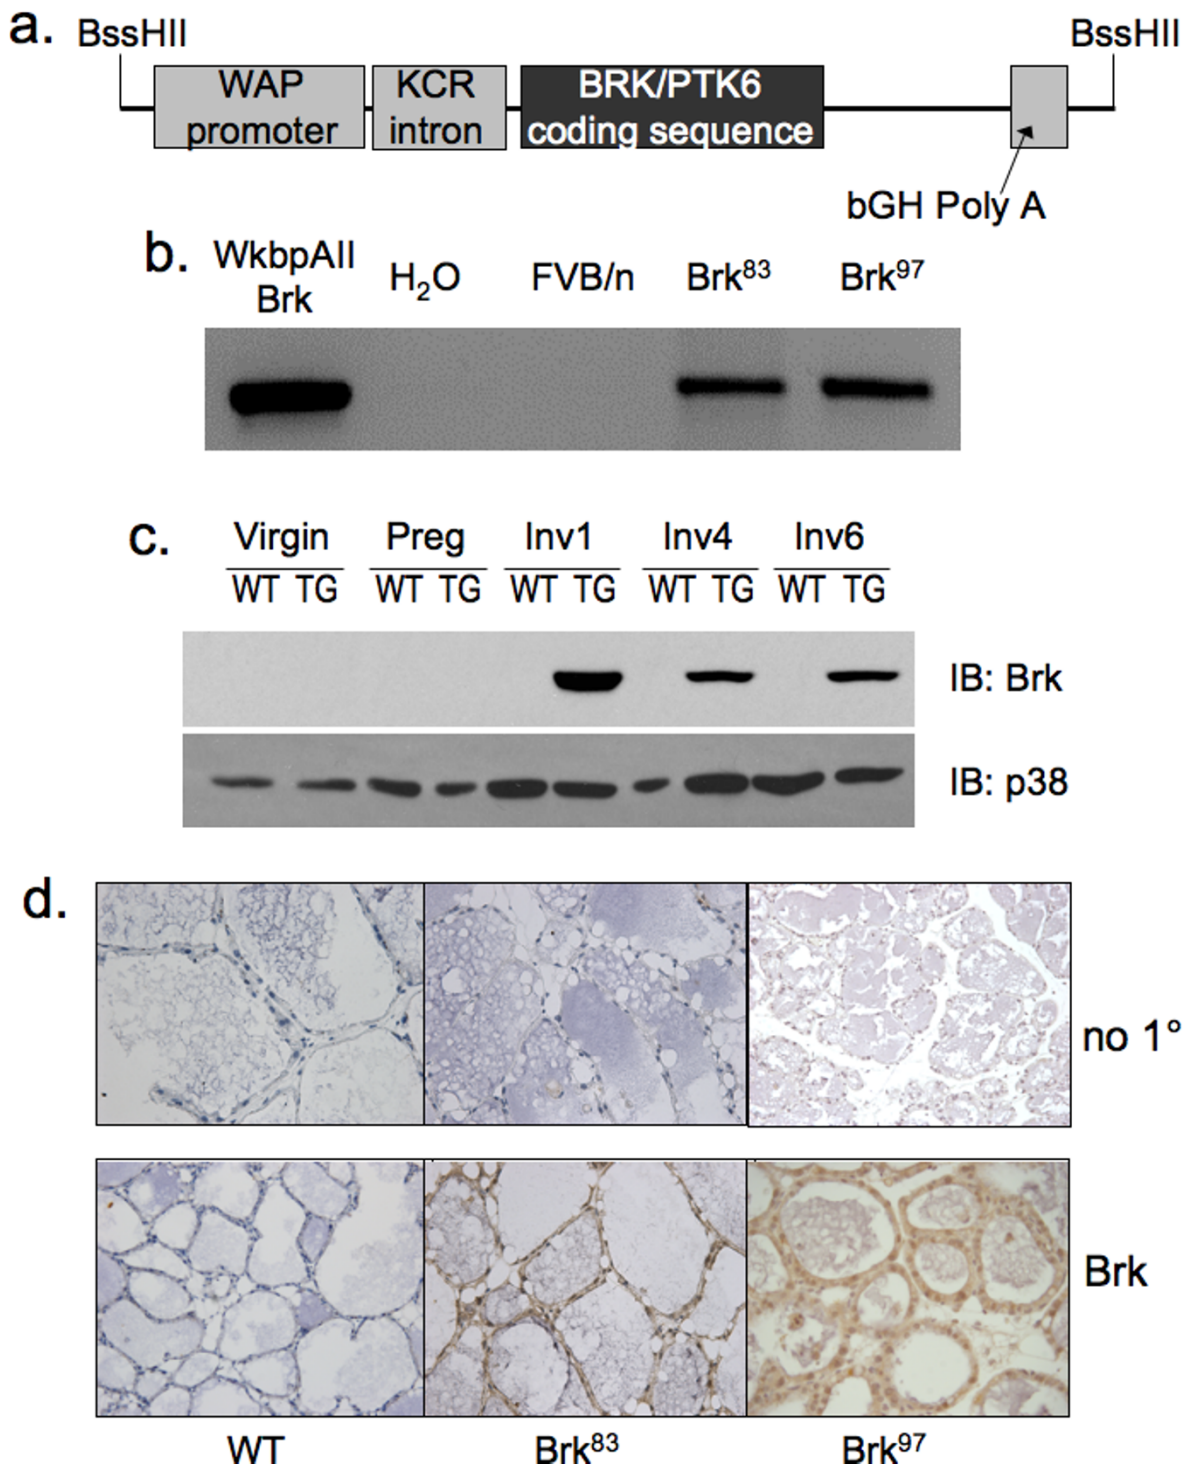 a. BssHII BssHII
WAP promoter
KCR intron
BRK/PTK6 coding sequence
bGH Poly A
b. WkbpAII Brk H₂O FVB/n Brk⁸³ Brk⁹⁷
c. Virgin Preg Inv1 Inv4 Inv6
WT TG WT TG WT TG WT TG WT TG
IB: Brk
IB: p38
d.
no 1°
Brk
WT Brk⁸³ Brk⁹⁷